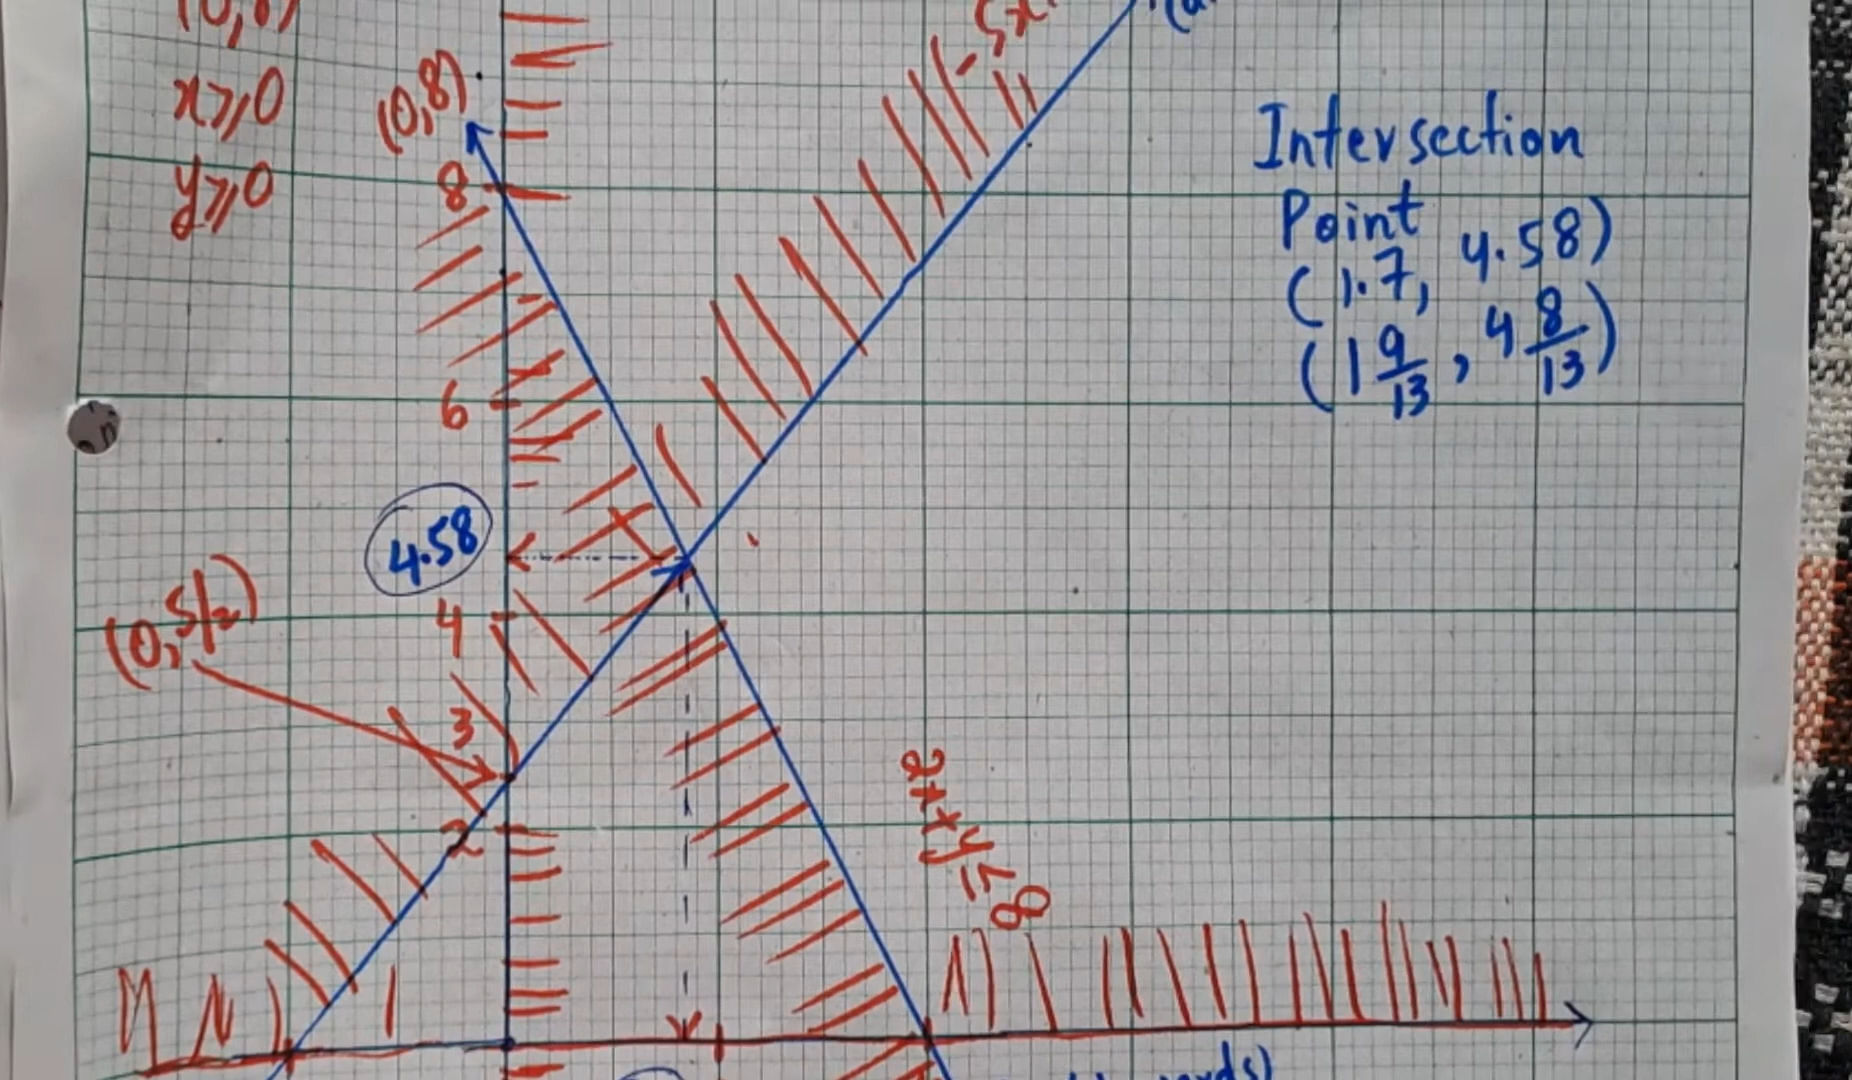 x≥0
y≥0
(0,8)
8
6
4.58
4
(0,5/2)
3
2
Intersection
Point
(1.7, 4.58)
(1 9/13, 4 8/13)
-5x
2x+y≤8